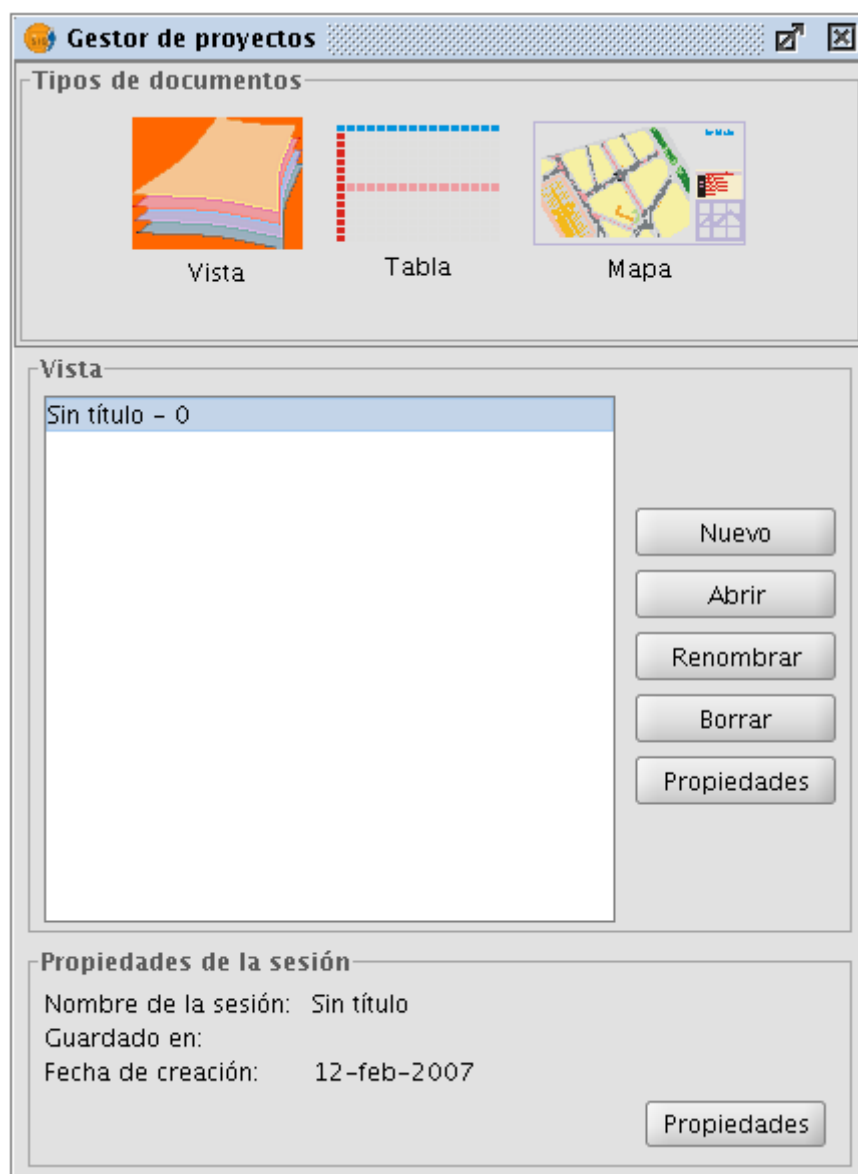 Gestor de proyectos
Tipos de documentos
Vista
Tabla
Mapa
Vista
Sin título – 0
Nuevo
Abrir
Renombrar
Borrar
Propiedades
Propiedades de la sesión
Nombre de la sesión: Sin título
Guardado en:
Fecha de creación: 12-feb-2007
Propiedades